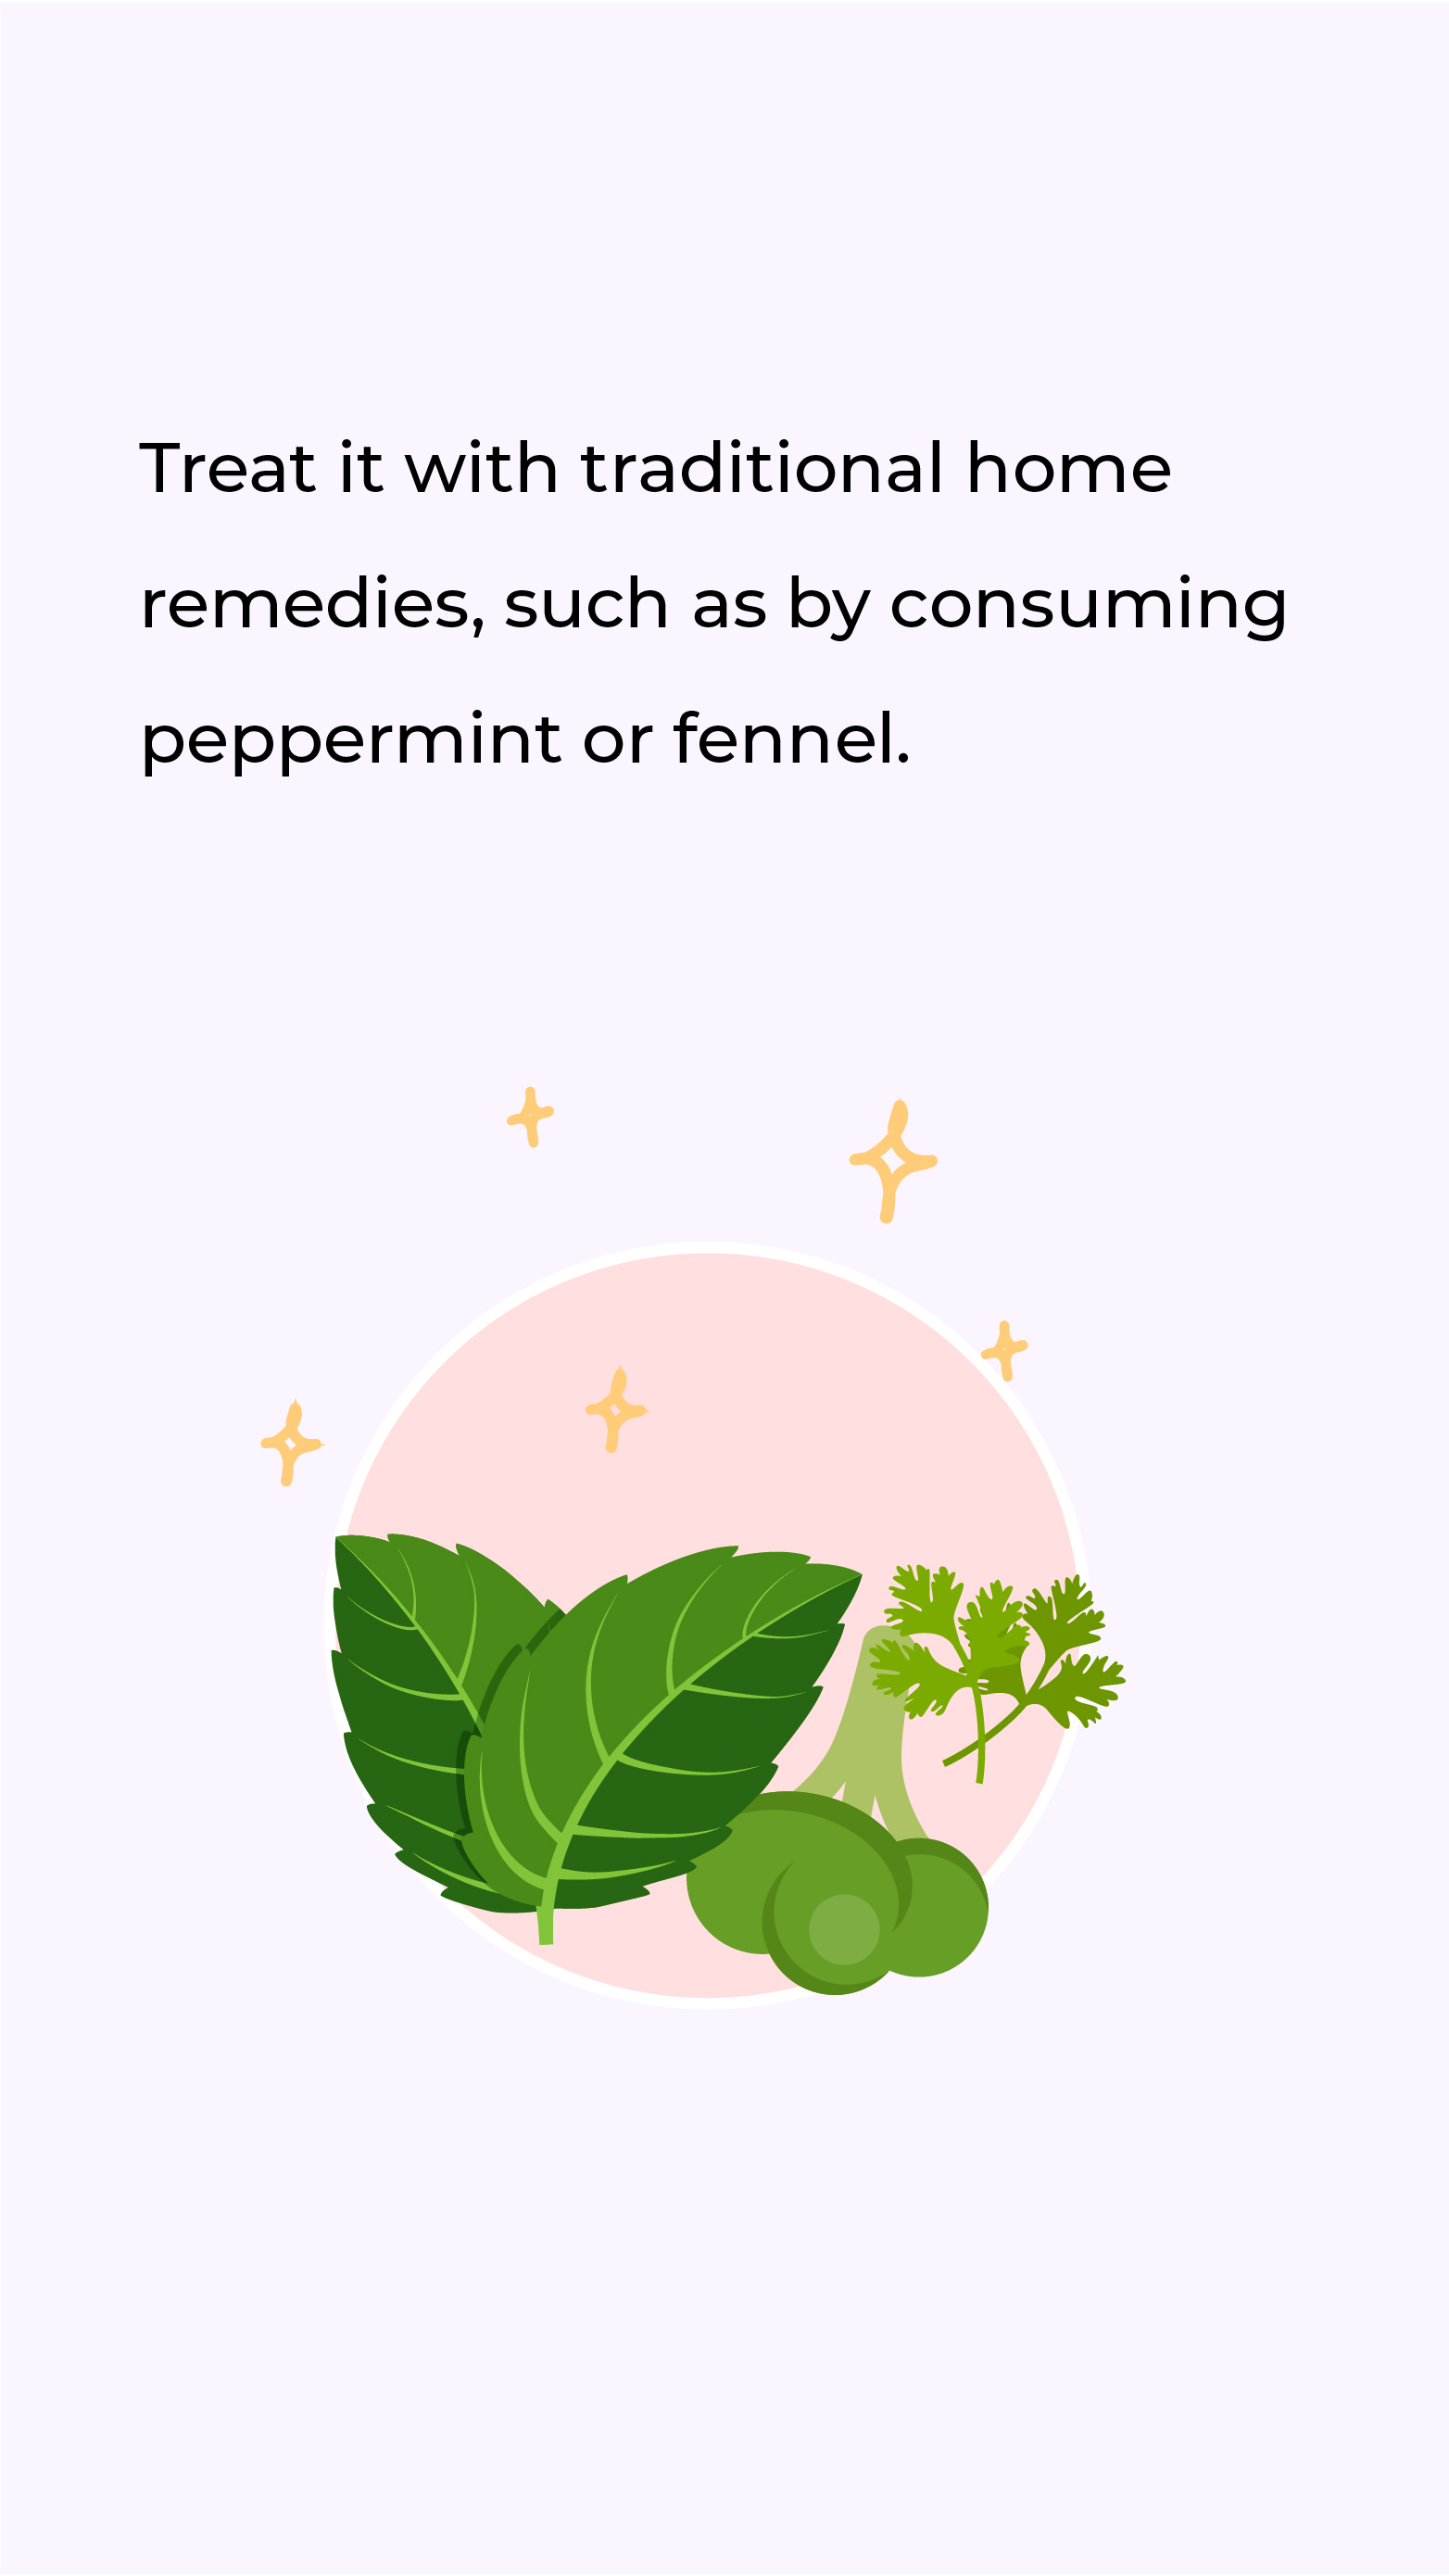 Treat it with traditional home
remedies, such as by consuming
peppermint or fennel.